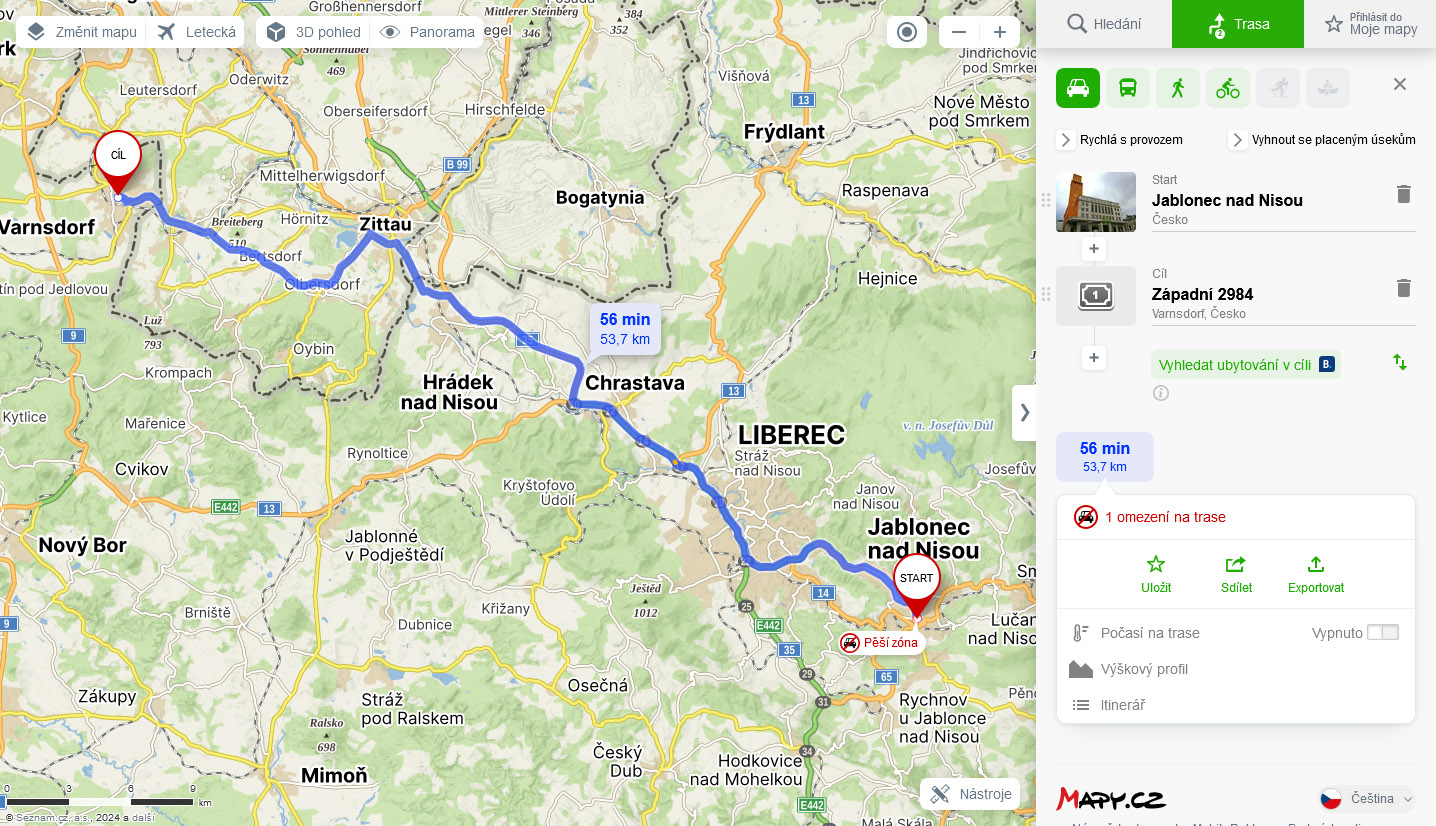 Großhennersdorf
Mittlerer Steinberg
346
384
352
Změnit mapu
Letecká
3D pohled
Panorama
Sonnenhübel
469
Oderwitz
Leutersdorf
Oberseifersdorf
Hirschfelde
Višňová
Jindřichovic
pod Smrkem
13
Nové Město
pod Smrkem
Frýdlant
B 99
CÍL
Mittelherwigsdorf
Bogatynia
Raspenava
Hörnitz
Breiteberg
510
Zittau
Varnsdorf
Bertsdorf
Olbersdorf
Hejnice
tín pod Jedlovou
Luž
793
9
Oybin
56 min
53,7 km
Krompach
Hrádek
nad Nisou
Chrastava
13
Kytlice
Mařenice
LIBEREC
v. n. Josefův Důl
Rynoltice
Stráž
nad Nisou
Cvikov
Kryštofovo
Údolí
Janov
nad Nisou
E442
13
Jablonec
nad Nisou
Nový Bor
Jablonné
v Podještědí
START
Ještěd
1012
14
25
E442
Křižany
Brniště
Dubnice
9
Pěší zóna
35
29
65
Osečná
Zákupy
Stráž
pod Ralskem
31
Rychnov
u Jablonce
nad Nisou
Ralsko
698
34
Český
Dub
Hodkovice
nad Mohelkou
Mimoň
E442
Nástroje
Malá Skála
0
3
6
9
km
© Seznam.cz, a.s., 2024 a další
Hledání
2
Trasa
Přihlásit do
Moje mapy
Rychlá s provozem
Vyhnout se placeným úsekům
Start
Jablonec nad Nisou
Česko
Cíl
1
Západní 2984
Varnsdorf, Česko
Vyhledat ubytování v cíli
B.
56 min
53,7 km
1 omezení na trase
Uložit
Sdílet
Exportovat
Počasí na trase
Vypnuto
Výškový profil
Itinerář
Mapy.cz
Čeština